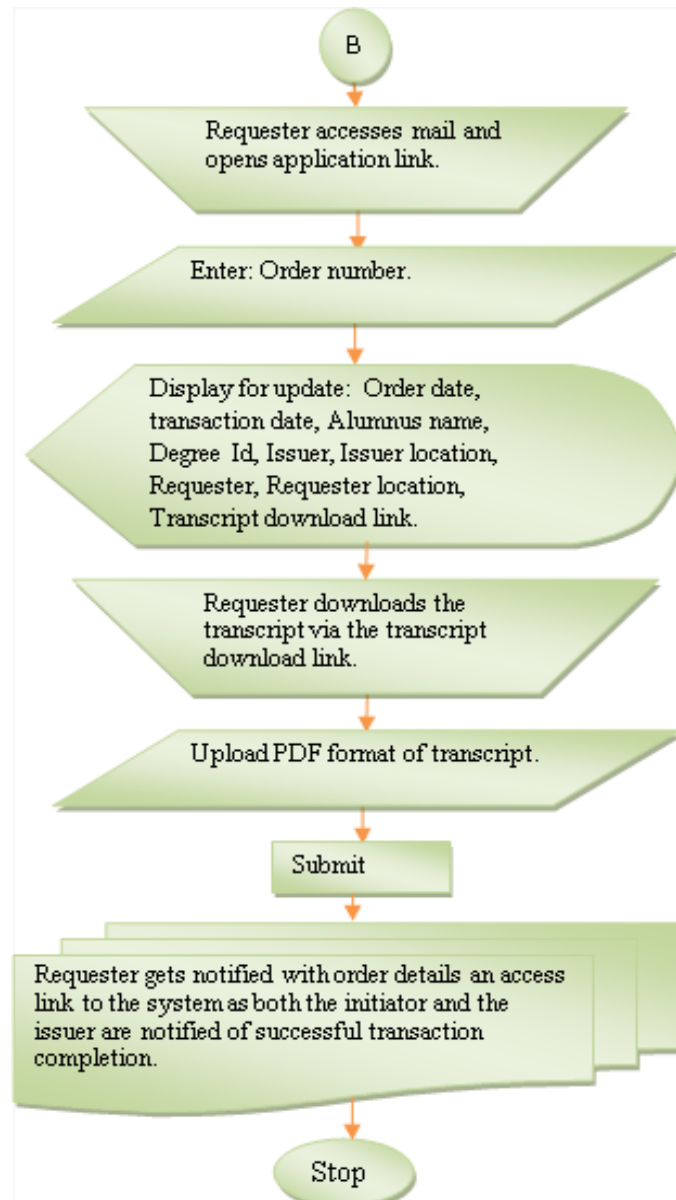 B
Requester accesses mail and
opens application link.
Enter: Order number.
Display for update: Order date,
transaction date, Alumnus name,
Degree Id, Issuer, Issuer location,
Requester, Requester location,
Transcript download link.
Requester downloads the
transcript via the transcript
download link.
Upload PDF format of transcript.
Submit
Requester gets notified with order details an access
link to the system as both the initiator and the
issuer are notified of successful transaction
completion.
Stop